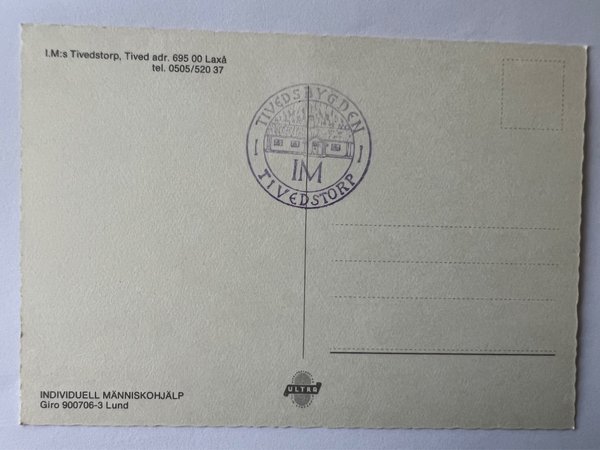 I.M:s Tivedstorp, Tived adr. 695 00 Laxå
tel. 0505/520 37
TIVEDSBYGDEN
I I
IM
TIVEDSTORP
ULTRA
INDIVIDUELL MÄNNISKOHJÄLP
Giro 900706-3 Lund